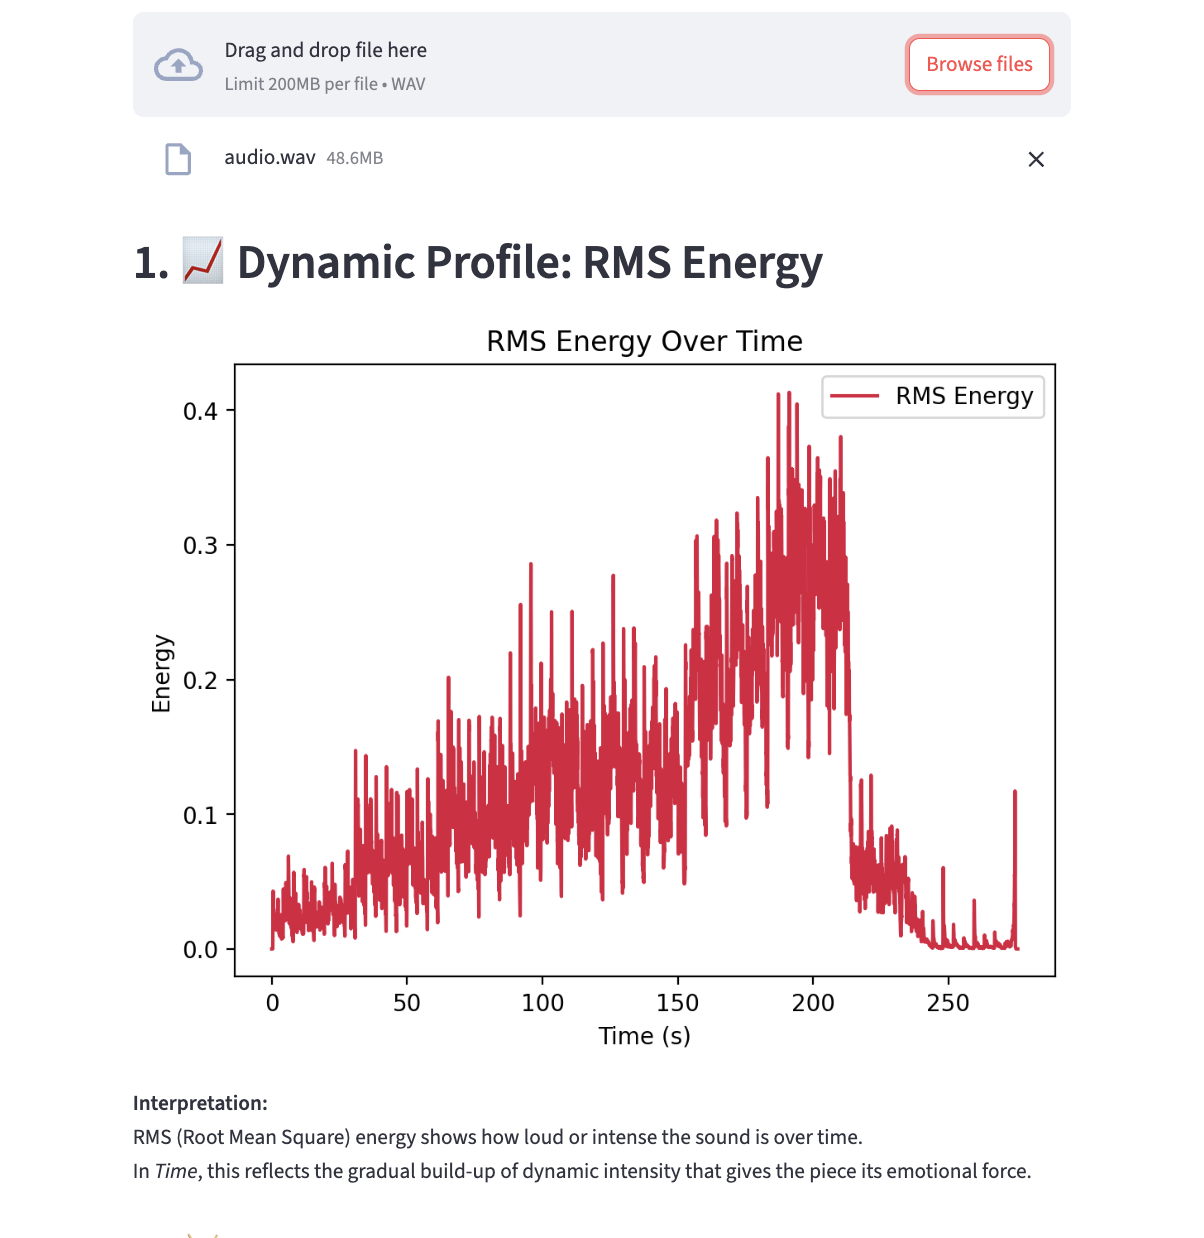 Drag and drop file here
Limit 200MB per file • WAV
Browse files
audio.wav 48.6MB
1. 📈 Dynamic Profile: RMS Energy
RMS Energy Over Time
RMS Energy
0.4
0.3
0.2
0.1
0.0
Energy
0 50 100 150 200 250
Time (s)
Interpretation:
RMS (Root Mean Square) energy shows how loud or intense the sound is over time.
In Time, this reflects the gradual build-up of dynamic intensity that gives the piece its emotional force.